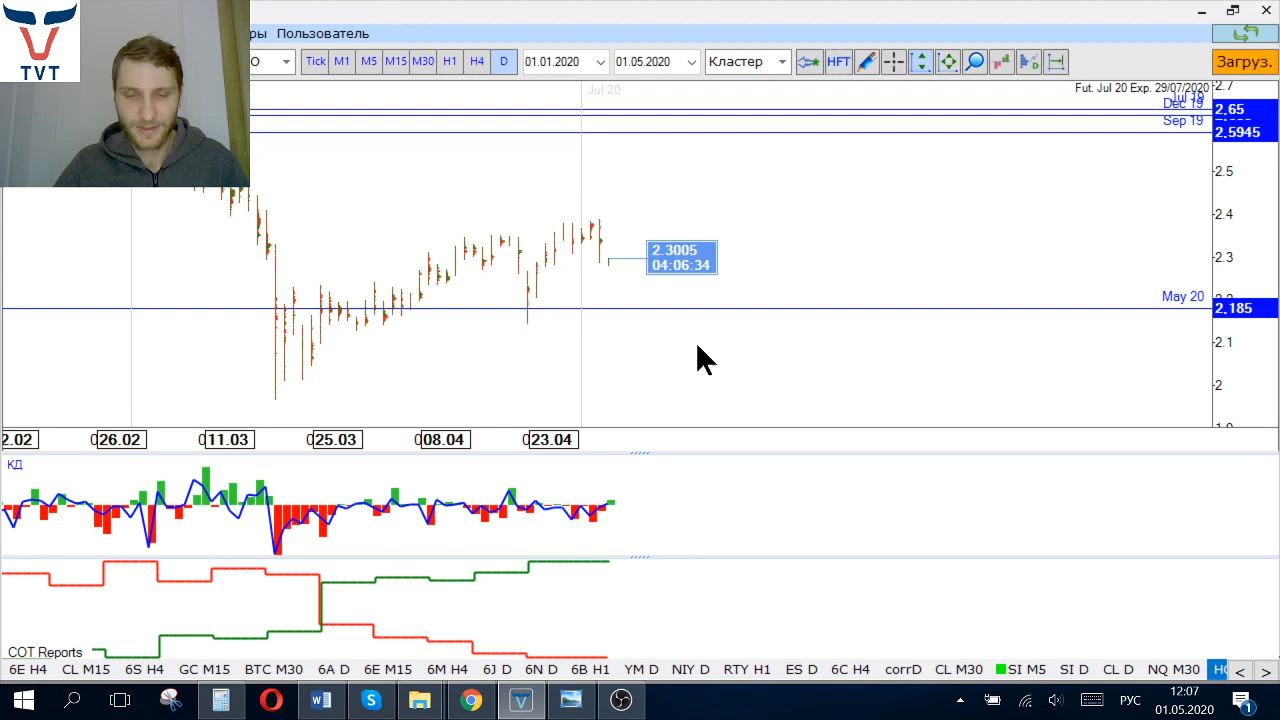 TVT
ры Пользователь
O Tick M1 M5 M15 M30 H1 H4 D 01.01.2020 01.05.2020 Кластер HFT Загруз.
Jul 20
Fut. Jul 20 Exp. 29/07/2020
2.7
Jul 19
Dec 19 2.65
Sep 19 2.5945
2.5
2.4
2.3005
04:06:34
2.3
May 20 2.185
2.1
2
2.02 26.02 11.03 25.03 08.04 23.04
КД
COT Reports
6E H4 CL M15 6S H4 GC M15 BTC M30 6A D 6E M15 6M H4 6J D 6N D 6B H1 YM D NIY D RTY H1 ES D 6C H4 corrD CL M30 SI M5 SI D CL D NQ M30 < >
РУС 12:07
01.05.2020
1